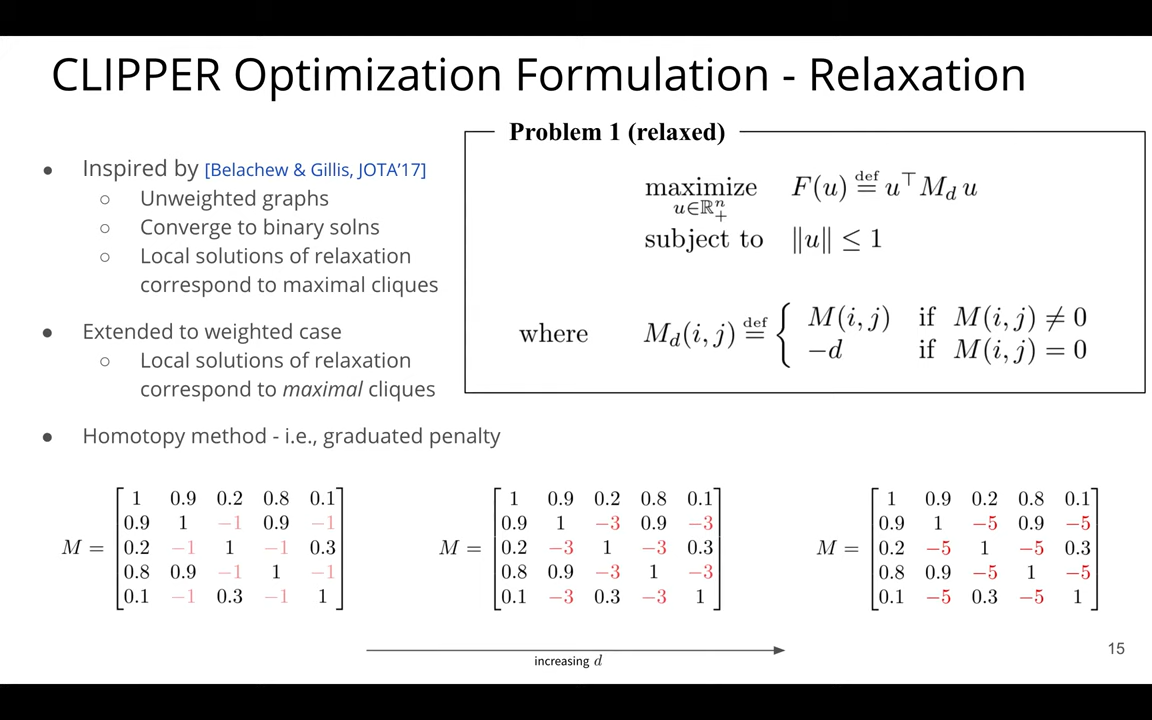 CLIPPER Optimization Formulation - Relaxation
● Inspired by [Belachew & Gillis, JOTA'17]
○ Unweighted graphs
○ Converge to binary solns
○ Local solutions of relaxation
correspond to maximal cliques
● Extended to weighted case
○ Local solutions of relaxation
correspond to maximal cliques
● Homotopy method - i.e., graduated penalty
Problem 1 (relaxed)
maximize F(u) def= u⊤ M_d u
u∈ℝⁿ₊
subject to ‖u‖ ≤ 1
where M_d(i, j) def= { M(i, j) if M(i, j) ≠ 0
−d if M(i, j) = 0
M = [
1 0.9 0.2 0.8 0.1
0.9 1 −1 0.9 −1
0.2 −1 1 −1 0.3
0.8 0.9 −1 1 −1
0.1 −1 0.3 −1 1
]
M = [
1 0.9 0.2 0.8 0.1
0.9 1 −3 0.9 −3
0.2 −3 1 −3 0.3
0.8 0.9 −3 1 −3
0.1 −3 0.3 −3 1
]
M = [
1 0.9 0.2 0.8 0.1
0.9 1 −5 0.9 −5
0.2 −5 1 −5 0.3
0.8 0.9 −5 1 −5
0.1 −5 0.3 −5 1
]
increasing d
15